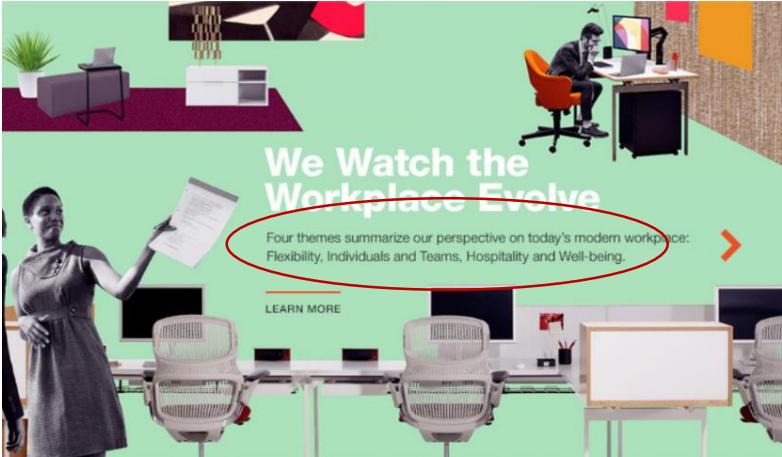 We Watch the
Workplace Evolve
Four themes summarize our perspective on today's modern workplace:
Flexibility, Individuals and Teams, Hospitality and Well-being.
LEARN MORE